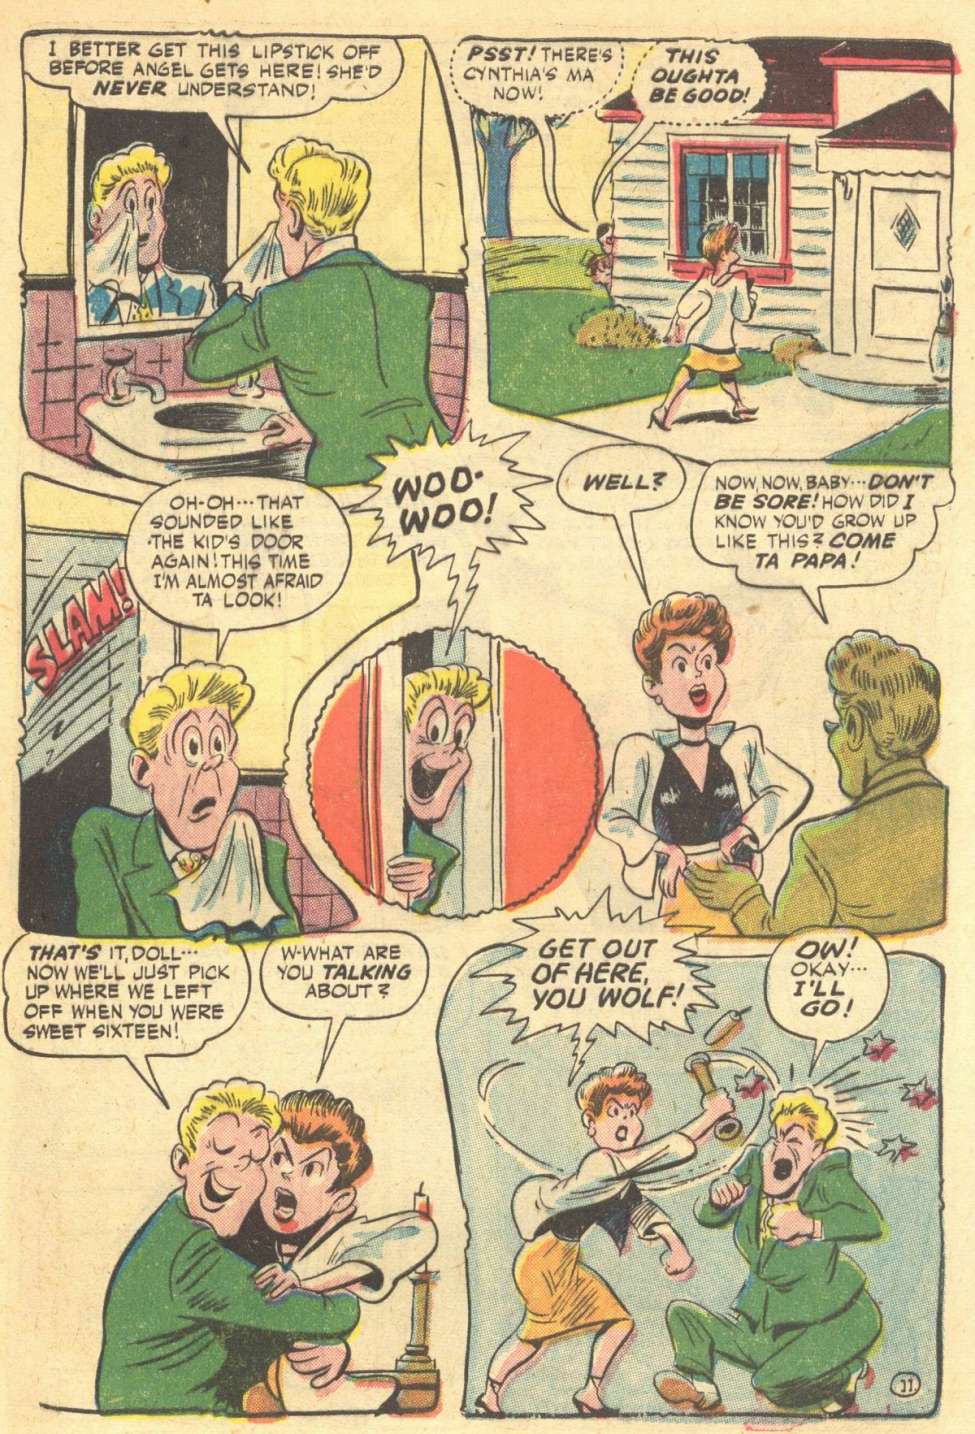 I BETTER GET THIS LIPSTICK OFF
BEFORE ANGEL GETS HERE! SHE'D
NEVER UNDERSTAND!
PSST! THERE'S
CYNTHIA'S MA
NOW!
THIS
OUGHTA
BE GOOD!
OH-OH... THAT
SOUNDED LIKE
THE KID'S DOOR
AGAIN! THIS TIME
I'M ALMOST AFRAID
TA LOOK!
SLAM!
WOO-
WOO!
WELL?
NOW, NOW, BABY... DON'T
BE SORE! HOW DID I
KNOW YOU'D GROW UP
LIKE THIS? COME
TA PAPA!
THAT'S IT, DOLL...
NOW WE'LL JUST PICK
UP WHERE WE LEFT
OFF WHEN YOU WERE
SWEET SIXTEEN!
W-WHAT ARE
YOU TALKING
ABOUT?
GET OUT
OF HERE,
YOU WOLF!
OW!
OKAY...
I'LL
GO!
11